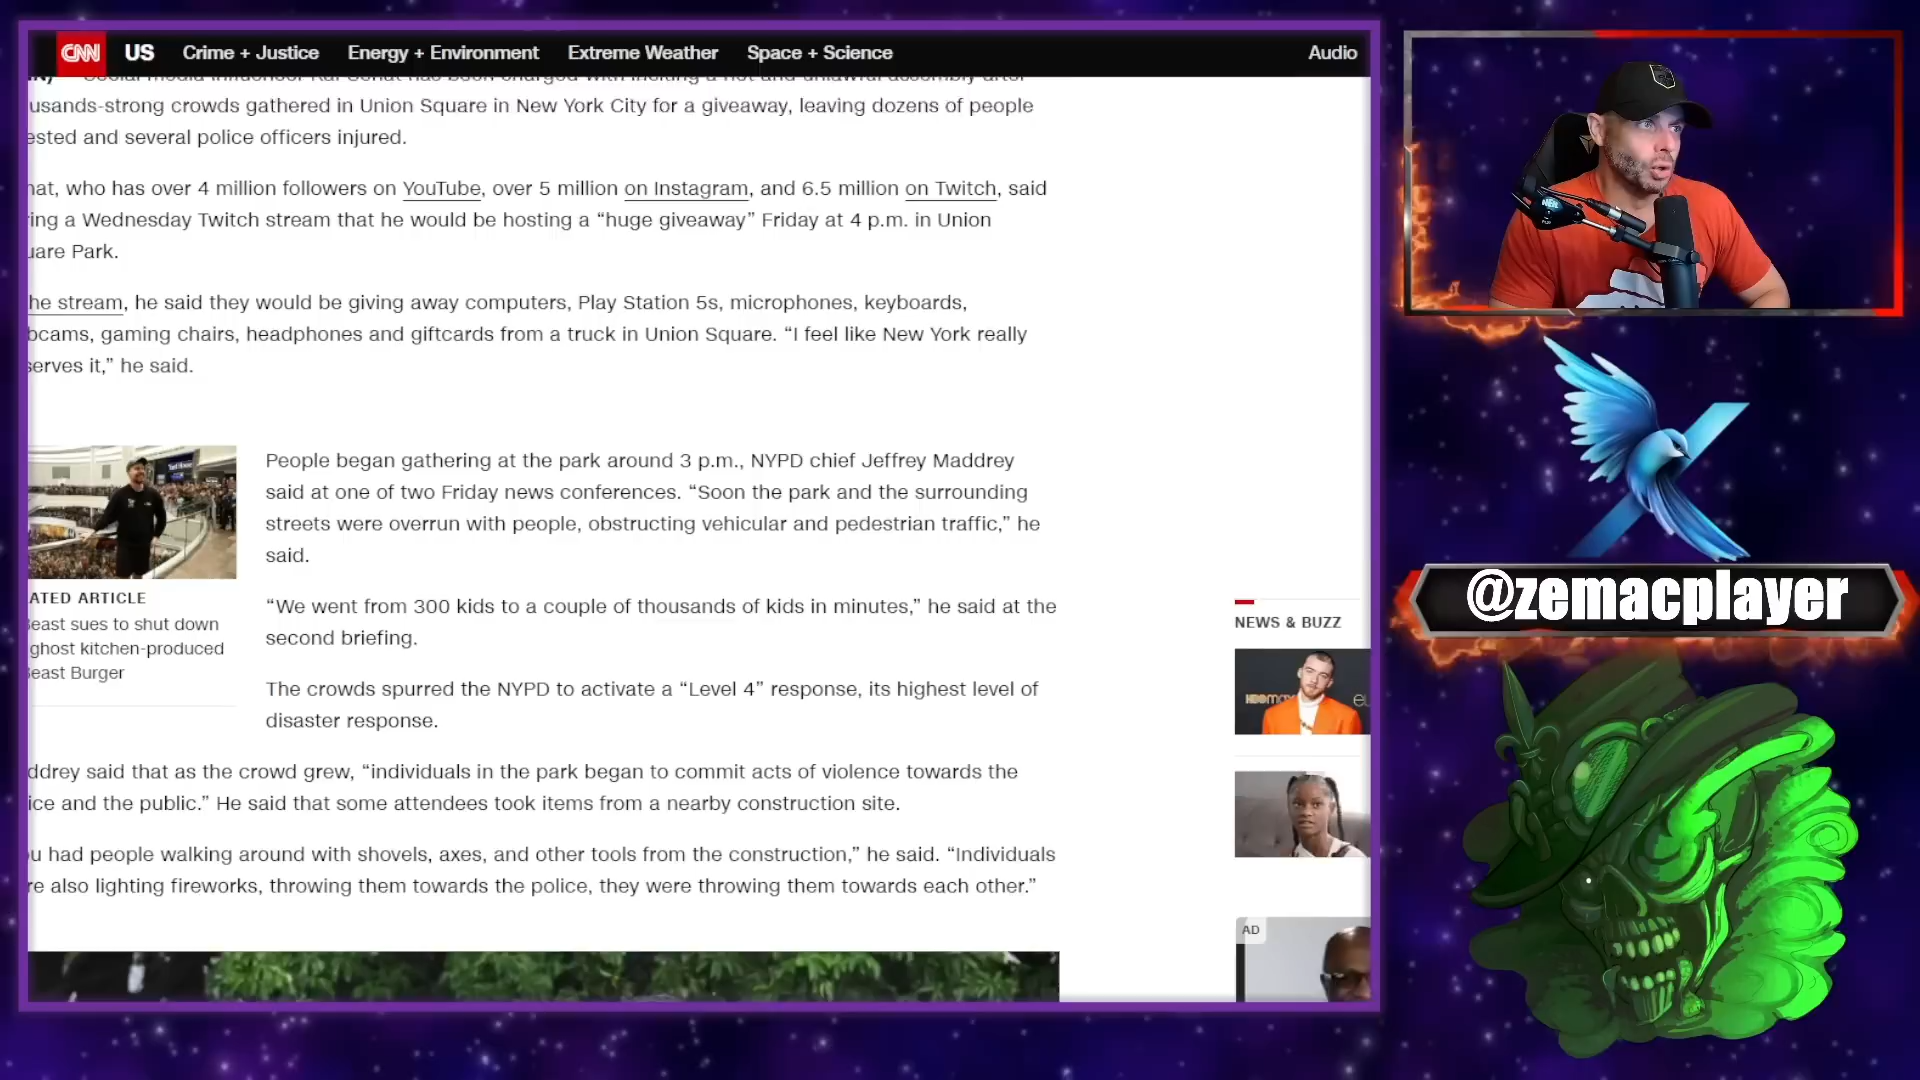 CNN US Crime + Justice Energy + Environment Extreme Weather Space + Science Audio
usands-strong crowds gathered in Union Square in New York City for a giveaway, leaving dozens of people
ested and several police officers injured.
nat, who has over 4 million followers on YouTube, over 5 million on Instagram, and 6.5 million on Twitch, said
ring a Wednesday Twitch stream that he would be hosting a “huge giveaway” Friday at 4 p.m. in Union
uare Park.
he stream, he said they would be giving away computers, Play Station 5s, microphones, keyboards,
bcams, gaming chairs, headphones and giftcards from a truck in Union Square. “I feel like New York really
serves it,” he said.
People began gathering at the park around 3 p.m., NYPD chief Jeffrey Maddrey
said at one of two Friday news conferences. “Soon the park and the surrounding
streets were overrun with people, obstructing vehicular and pedestrian traffic,” he
said.
ATED ARTICLE
Beast sues to shut down
ghost kitchen-produced
Beast Burger
“We went from 300 kids to a couple of thousands of kids in minutes,” he said at the
second briefing.
The crowds spurred the NYPD to activate a “Level 4” response, its highest level of
disaster response.
ddrey said that as the crowd grew, “individuals in the park began to commit acts of violence towards the
ice and the public.” He said that some attendees took items from a nearby construction site.
u had people walking around with shovels, axes, and other tools from the construction,” he said. “Individuals
re also lighting fireworks, throwing them towards the police, they were throwing them towards each other.”
NEWS & BUZZ
AD
@zemacplayer